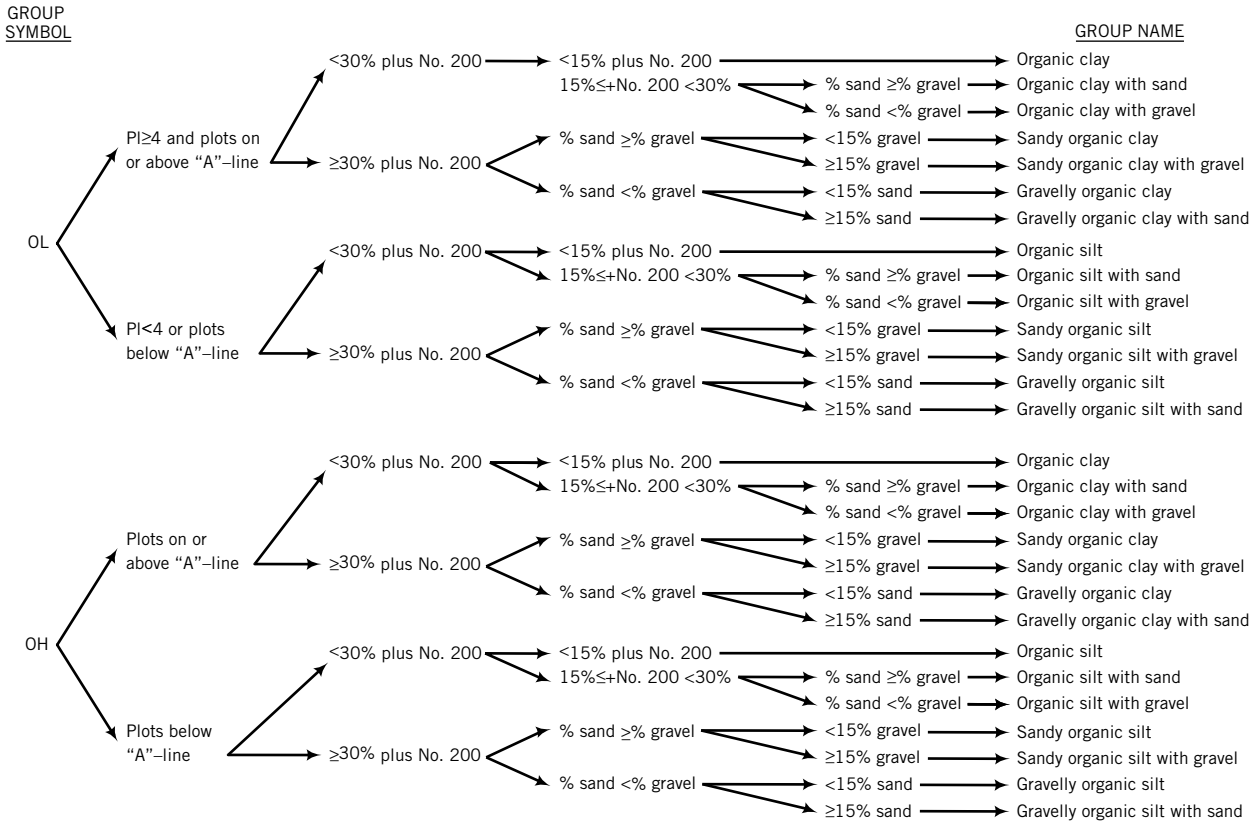 GROUP
SYMBOL
GROUP NAME
<30% plus No. 200 <15% plus No. 200 Organic clay
15%≤+No. 200 <30% % sand ≥% gravel Organic clay with sand
% sand <% gravel Organic clay with gravel
PI≥4 and plots on
or above “A”–line
≥30% plus No. 200 % sand ≥% gravel <15% gravel Sandy organic clay
≥15% gravel Sandy organic clay with gravel
% sand <% gravel <15% sand Gravelly organic clay
≥15% sand Gravelly organic clay with sand
OL
<30% plus No. 200 <15% plus No. 200 Organic silt
15%≤+No. 200 <30% % sand ≥% gravel Organic silt with sand
% sand <% gravel Organic silt with gravel
PI<4 or plots
below “A”–line
≥30% plus No. 200 % sand ≥% gravel <15% gravel Sandy organic silt
≥15% gravel Sandy organic silt with gravel
% sand <% gravel <15% sand Gravelly organic silt
≥15% sand Gravelly organic silt with sand
<30% plus No. 200 <15% plus No. 200 Organic clay
15%≤+No. 200 <30% % sand ≥% gravel Organic clay with sand
% sand <% gravel Organic clay with gravel
Plots on or
above “A”–line
≥30% plus No. 200 % sand ≥% gravel <15% gravel Sandy organic clay
≥15% gravel Sandy organic clay with gravel
% sand <% gravel <15% sand Gravelly organic clay
≥15% sand Gravelly organic clay with sand
OH
<30% plus No. 200 <15% plus No. 200 Organic silt
15%≤+No. 200 <30% % sand ≥% gravel Organic silt with sand
% sand <% gravel Organic silt with gravel
Plots below
“A”–line
≥30% plus No. 200 % sand ≥% gravel <15% gravel Sandy organic silt
≥15% gravel Sandy organic silt with gravel
% sand <% gravel <15% sand Gravelly organic silt
≥15% sand Gravelly organic silt with sand